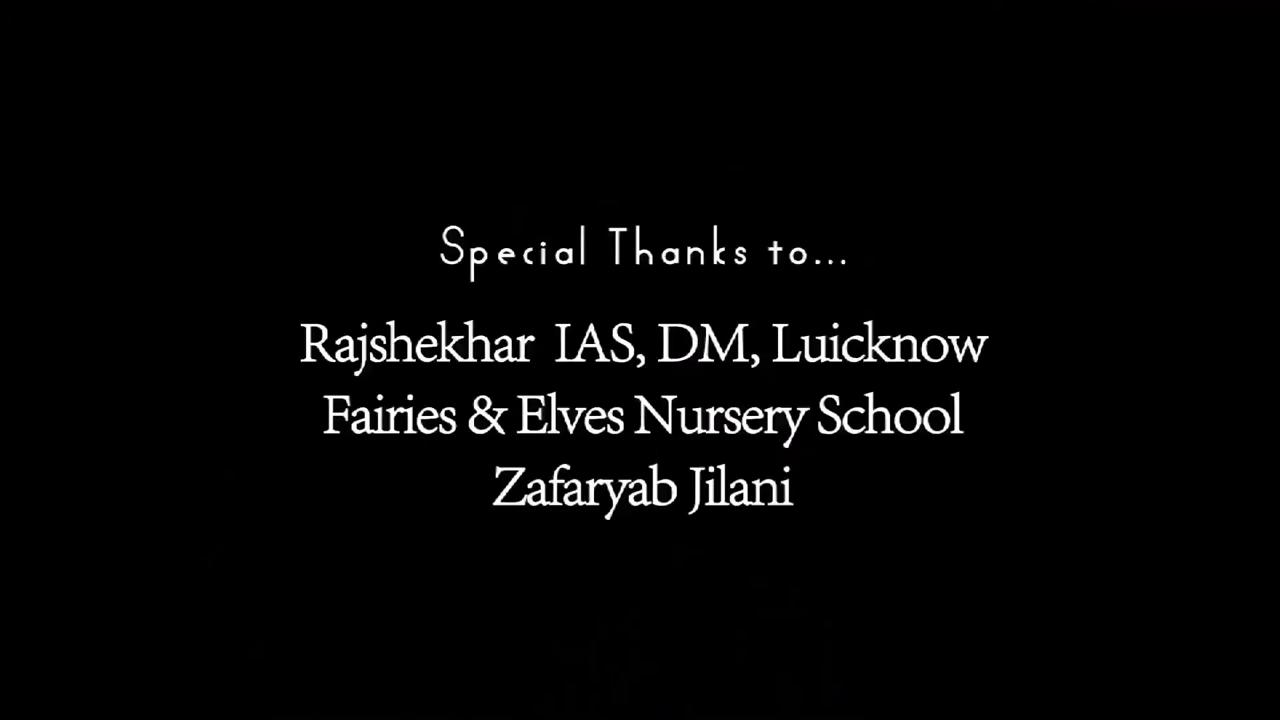 Special Thanks to...
Rajshekhar IAS, DM, Luicknow
Fairies & Elves Nursery School
Zafaryab Jilani